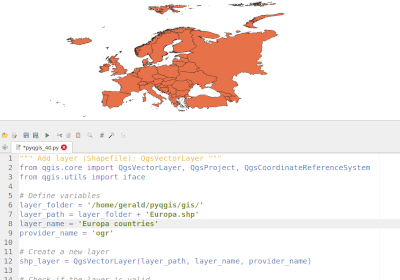 *pyqgis_4d.py
1 """ Add layer (Shapefile): QgsVectorLayer """
2 from qgis.core import QgsVectorLayer, QgsProject, QgsCoordinateReferenceSystem
3 from qgis.utils import iface
4
5 # Define variables
6 layer_folder = '/home/gerald/pyqgis/gis/'
7 layer_path = layer_folder + 'Europa.shp'
8 layer_name = 'Europa countries'
9 provider_name = 'ogr'
10
11 # Create a new layer
12 shp_layer = QgsVectorLayer(layer_path, layer_name, provider_name)
13
14 # Check if the layer is valid